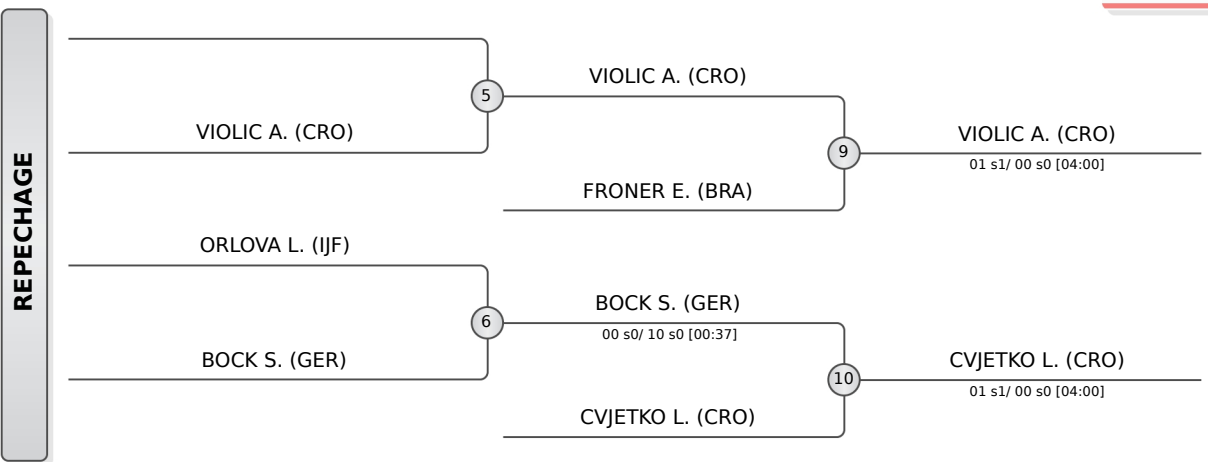 REPECHAGE
5
VIOLIC A. (CRO)
VIOLIC A. (CRO)
9
VIOLIC A. (CRO)
01 s1/ 00 s0 [04:00]
FRONER E. (BRA)
ORLOVA L. (IJF)
6
BOCK S. (GER)
BOCK S. (GER)
00 s0/ 10 s0 [00:37]
10
CVJETKO L. (CRO)
CVJETKO L. (CRO)
01 s1/ 00 s0 [04:00]